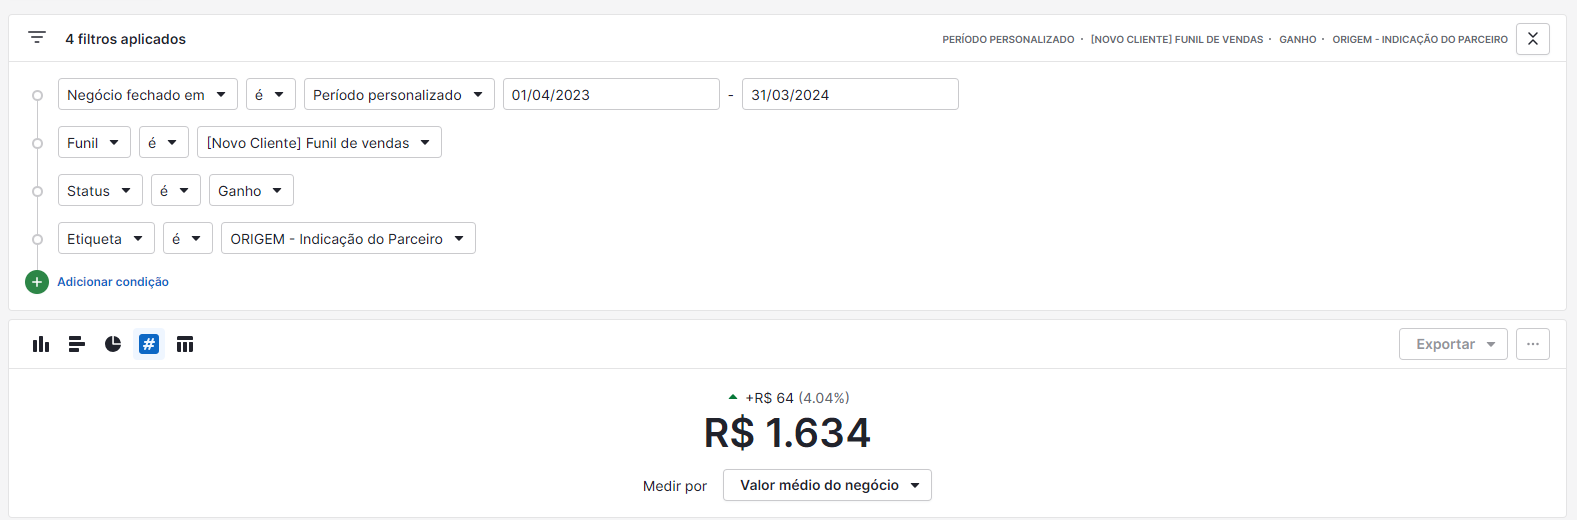 4 filtros aplicados
PERÍODO PERSONALIZADO · [NOVO CLIENTE] FUNIL DE VENDAS · GANHO · ORIGEM - INDICAÇÃO DO PARCEIRO
Negócio fechado em é Período personalizado 01/04/2023 - 31/03/2024
Funil é [Novo Cliente] Funil de vendas
Status é Ganho
Etiqueta é ORIGEM - Indicação do Parceiro
+ Adicionar condição
# Exportar ...
+R$ 64 (4.04%)
R$ 1.634
Medir por Valor médio do negócio